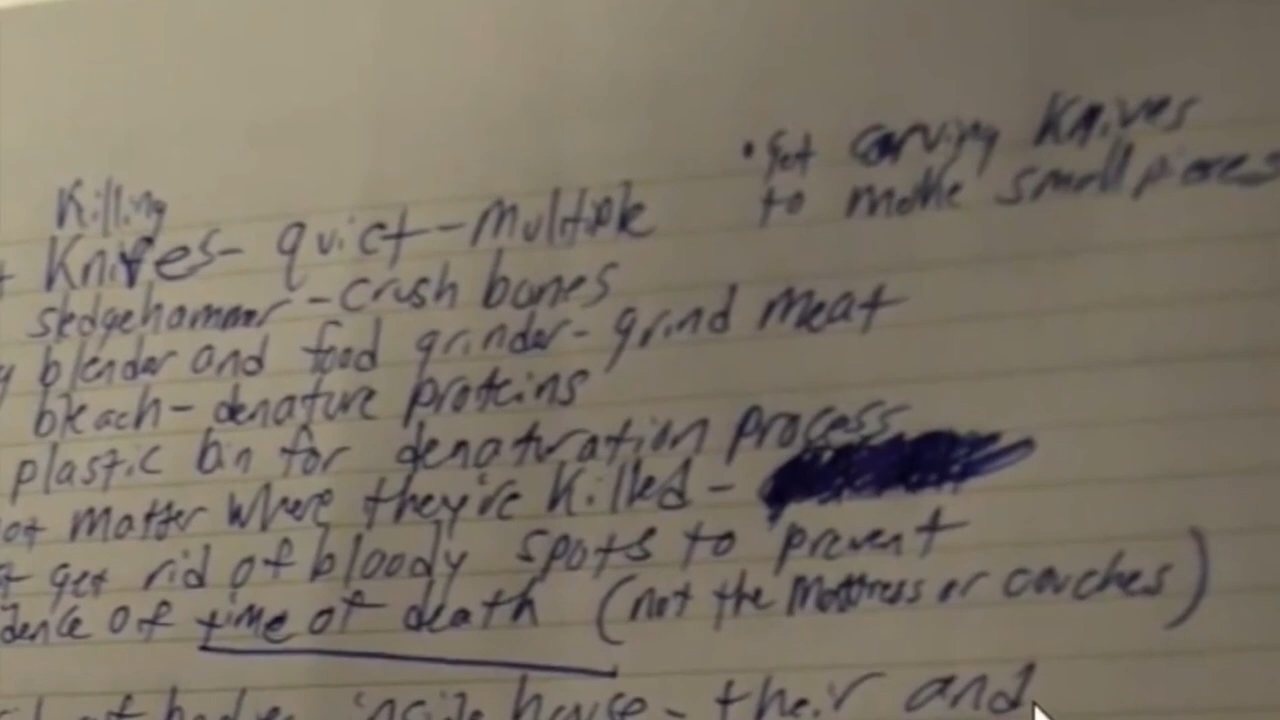 • Get carving Knives
to make small pieces
Killing
Knifes - quiet - Multiple
sledgehammer - crush bones
blender and food grinder - grind meat
bleach - denature proteins
plastic bin for denaturation process
matter where they're Killed -
get rid of bloody spots to prevent
dence of time of death (not the mattress or couches)
inside house - their and